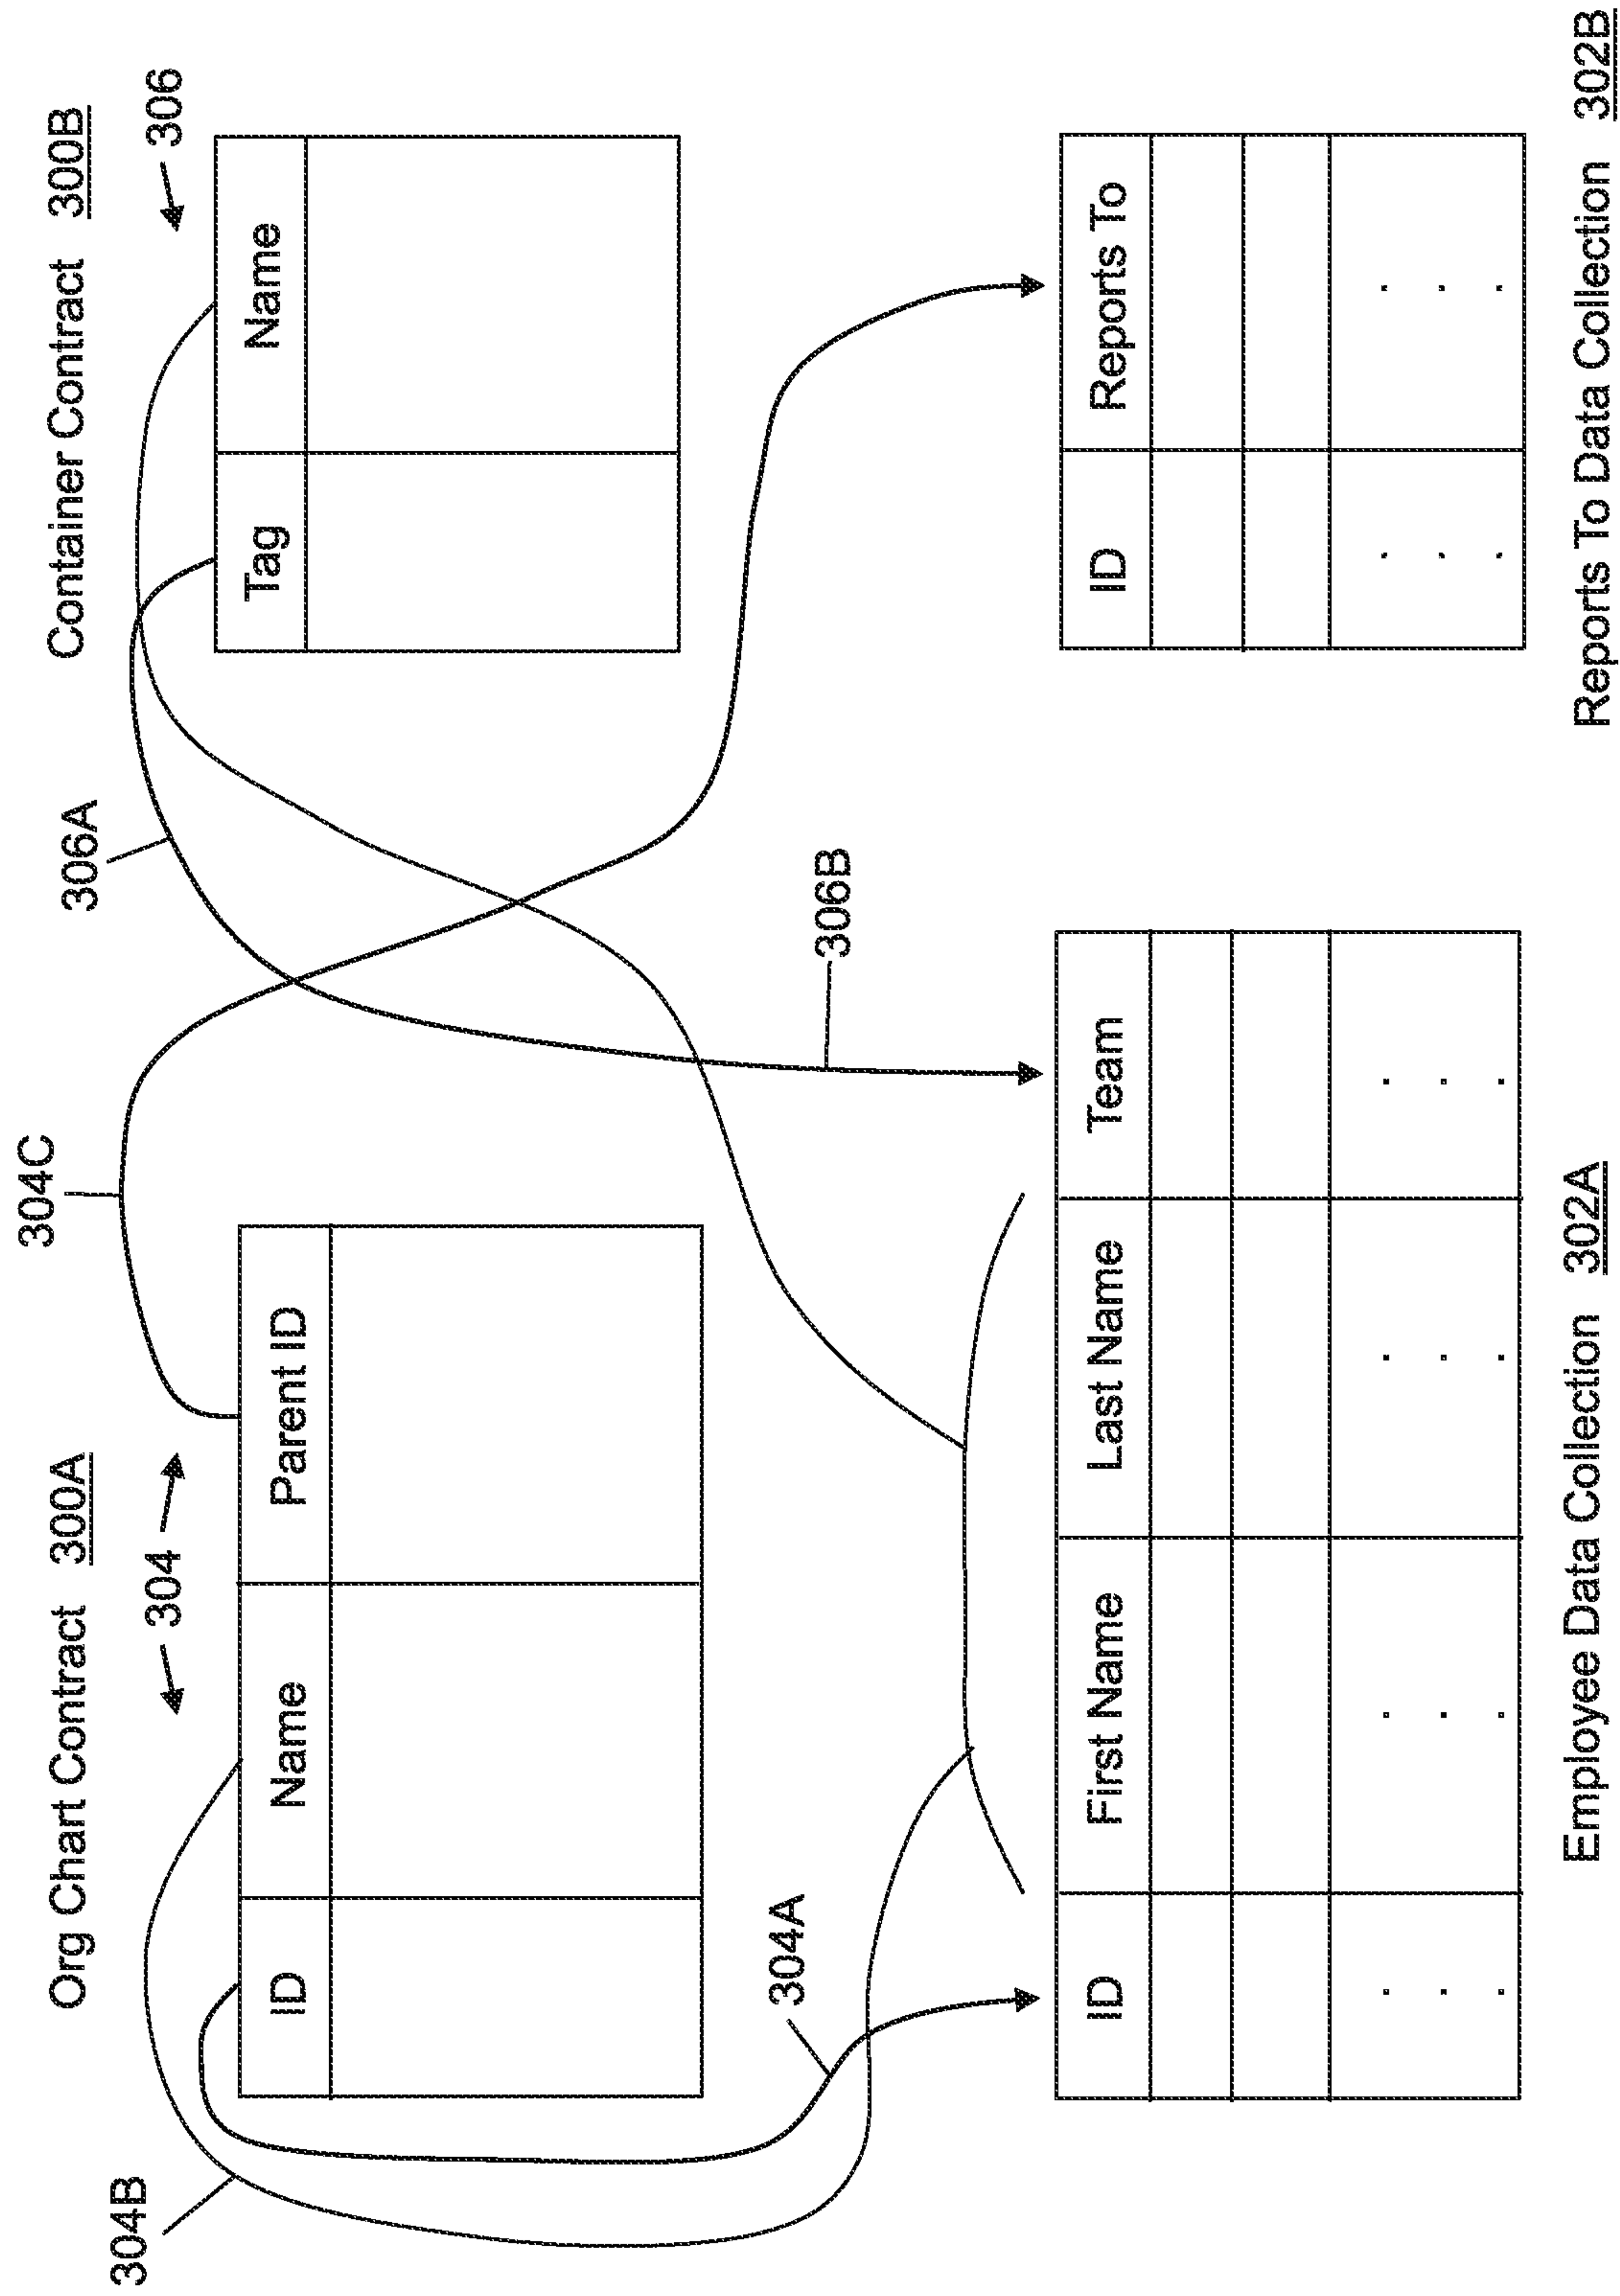 Org Chart Contract 300A
Container Contract 300B
304
306
304B
304C
306A
ID Name Parent ID
Tag Name
304A
306B
ID First Name Last Name Team
ID Reports To
Employee Data Collection 302A
Reports To Data Collection 302B